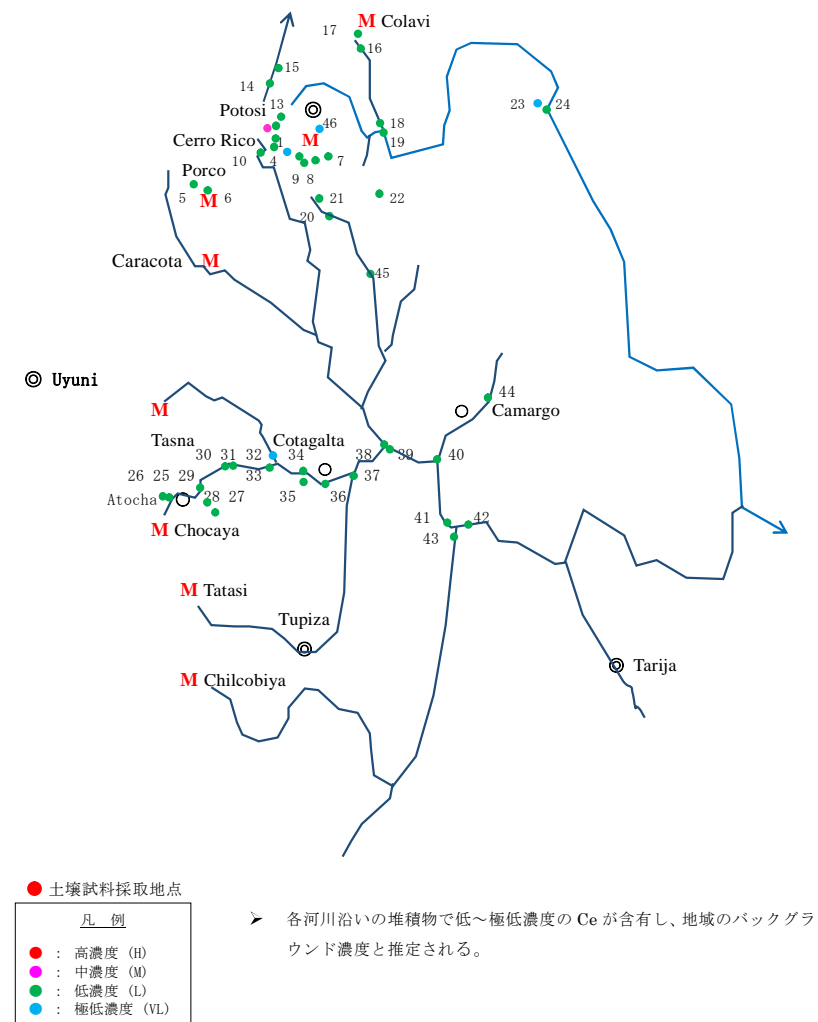 17 M Colavi
16
15
14
13
Potosi
46
23 24
18
Cerro Rico 1 M
19
10 4 7
9 8
Porco
5 6
M
21 22
20
Caracota M
45
Uyuni
44
M
Camargo
Tasna Cotagalta
30 31 32 34 38 39 40
33 37
26 25 29
35 36
Atocha 28 27
M Chocaya
41 42
43
M Tatasi
Tupiza
Tarija
M Chilcobiya
土壌試料採取地点
凡 例
： 高濃度 (H)
： 中濃度 (M)
： 低濃度 (L)
： 極低濃度 (VL)
➢ 各河川沿いの堆積物で低～極低濃度の Ce が含有し、地域のバックグラ
ウンド濃度と推定される。